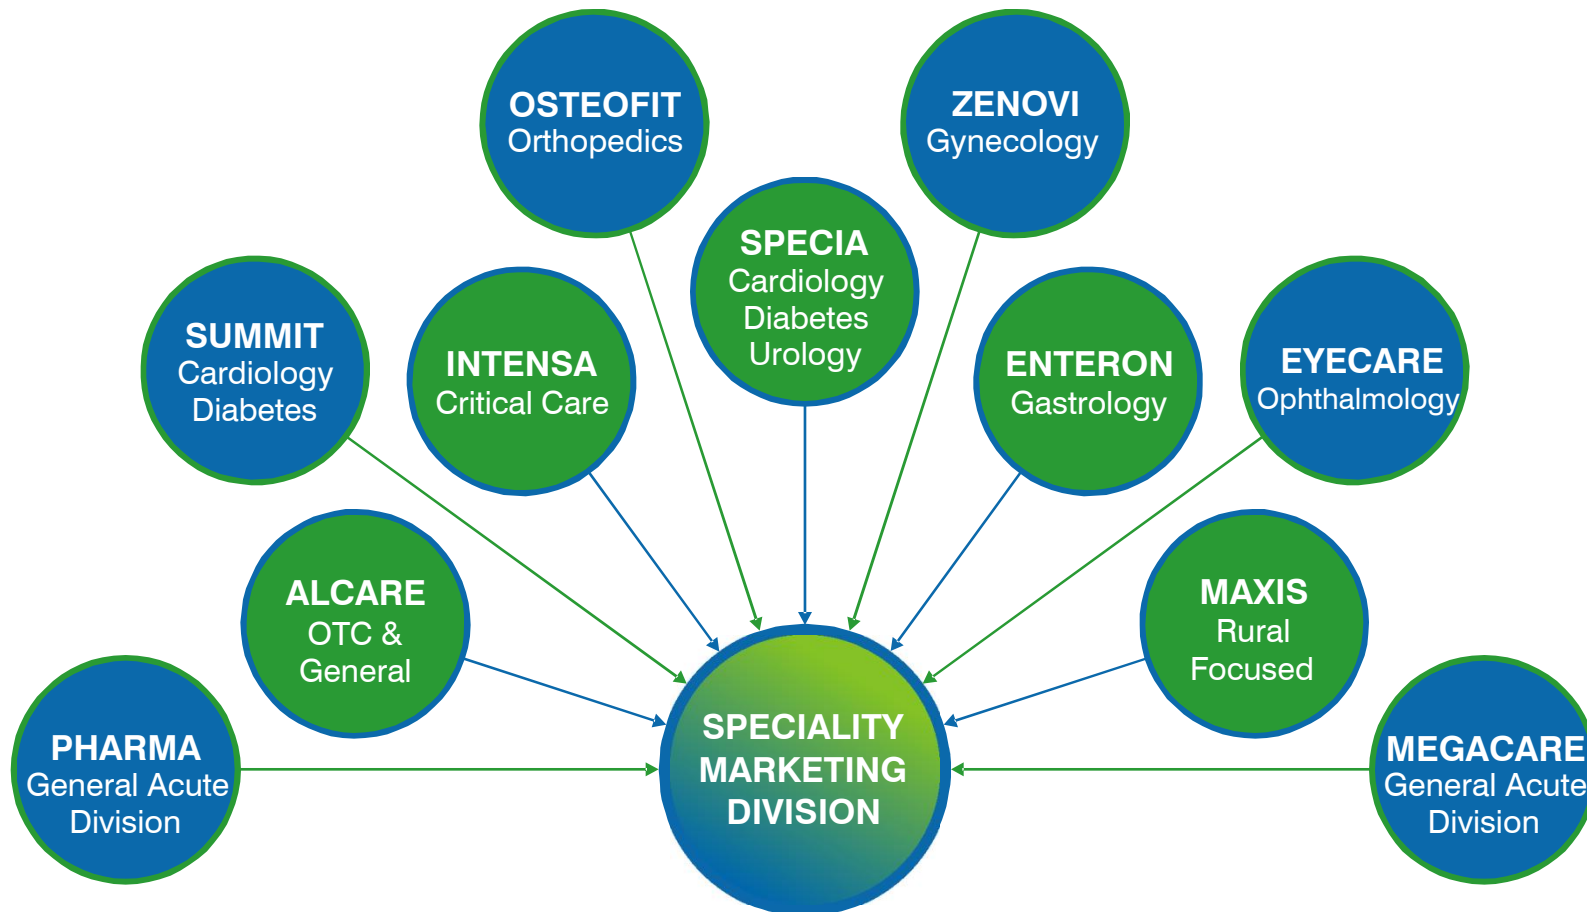 OSTEOFIT
Orthopedics
ZENOVI
Gynecology
SPECIA
Cardiology
Diabetes
Urology
SUMMIT
Cardiology
Diabetes
INTENSA
Critical Care
ENTERON
Gastrology
EYECARE
Ophthalmology
ALCARE
OTC &
General
MAXIS
Rural
Focused
PHARMA
General Acute
Division
SPECIALITY
MARKETING
DIVISION
MEGACARE
General Acute
Division